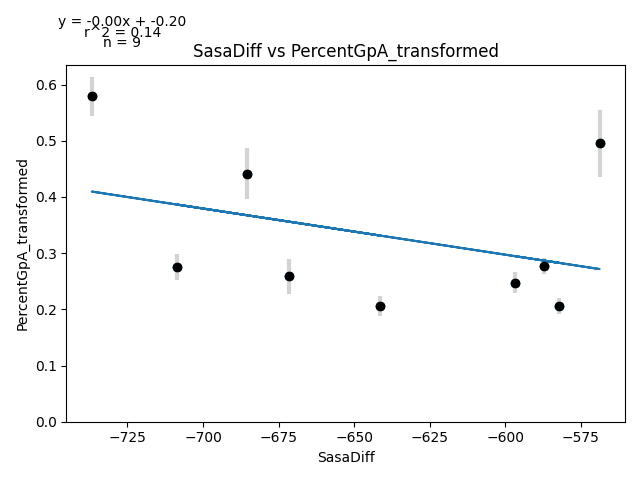 y = -0.00x + -0.20
r^2 = 0.14
n = 9
SasaDiff vs PercentGpA_transformed
PercentGpA_transformed
0.6
0.5
0.4
0.3
0.2
0.1
0.0
−725
−700
−675
−650
−625
−600
−575
SasaDiff